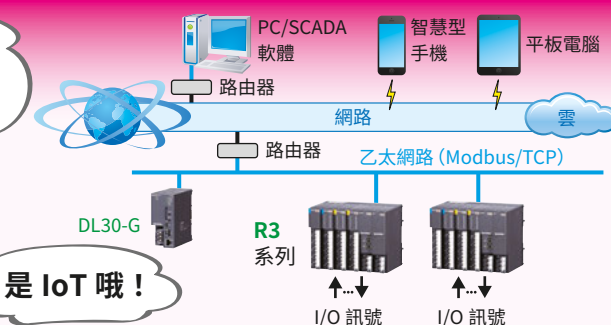 PC/SCADA
軟體
智慧型
手機
平板電腦
路由器
網路
雲
路由器
乙太網路(Modbus/TCP)
DL30-G
R3
系列
是 IoT 哦！
I/O 訊號
I/O 訊號